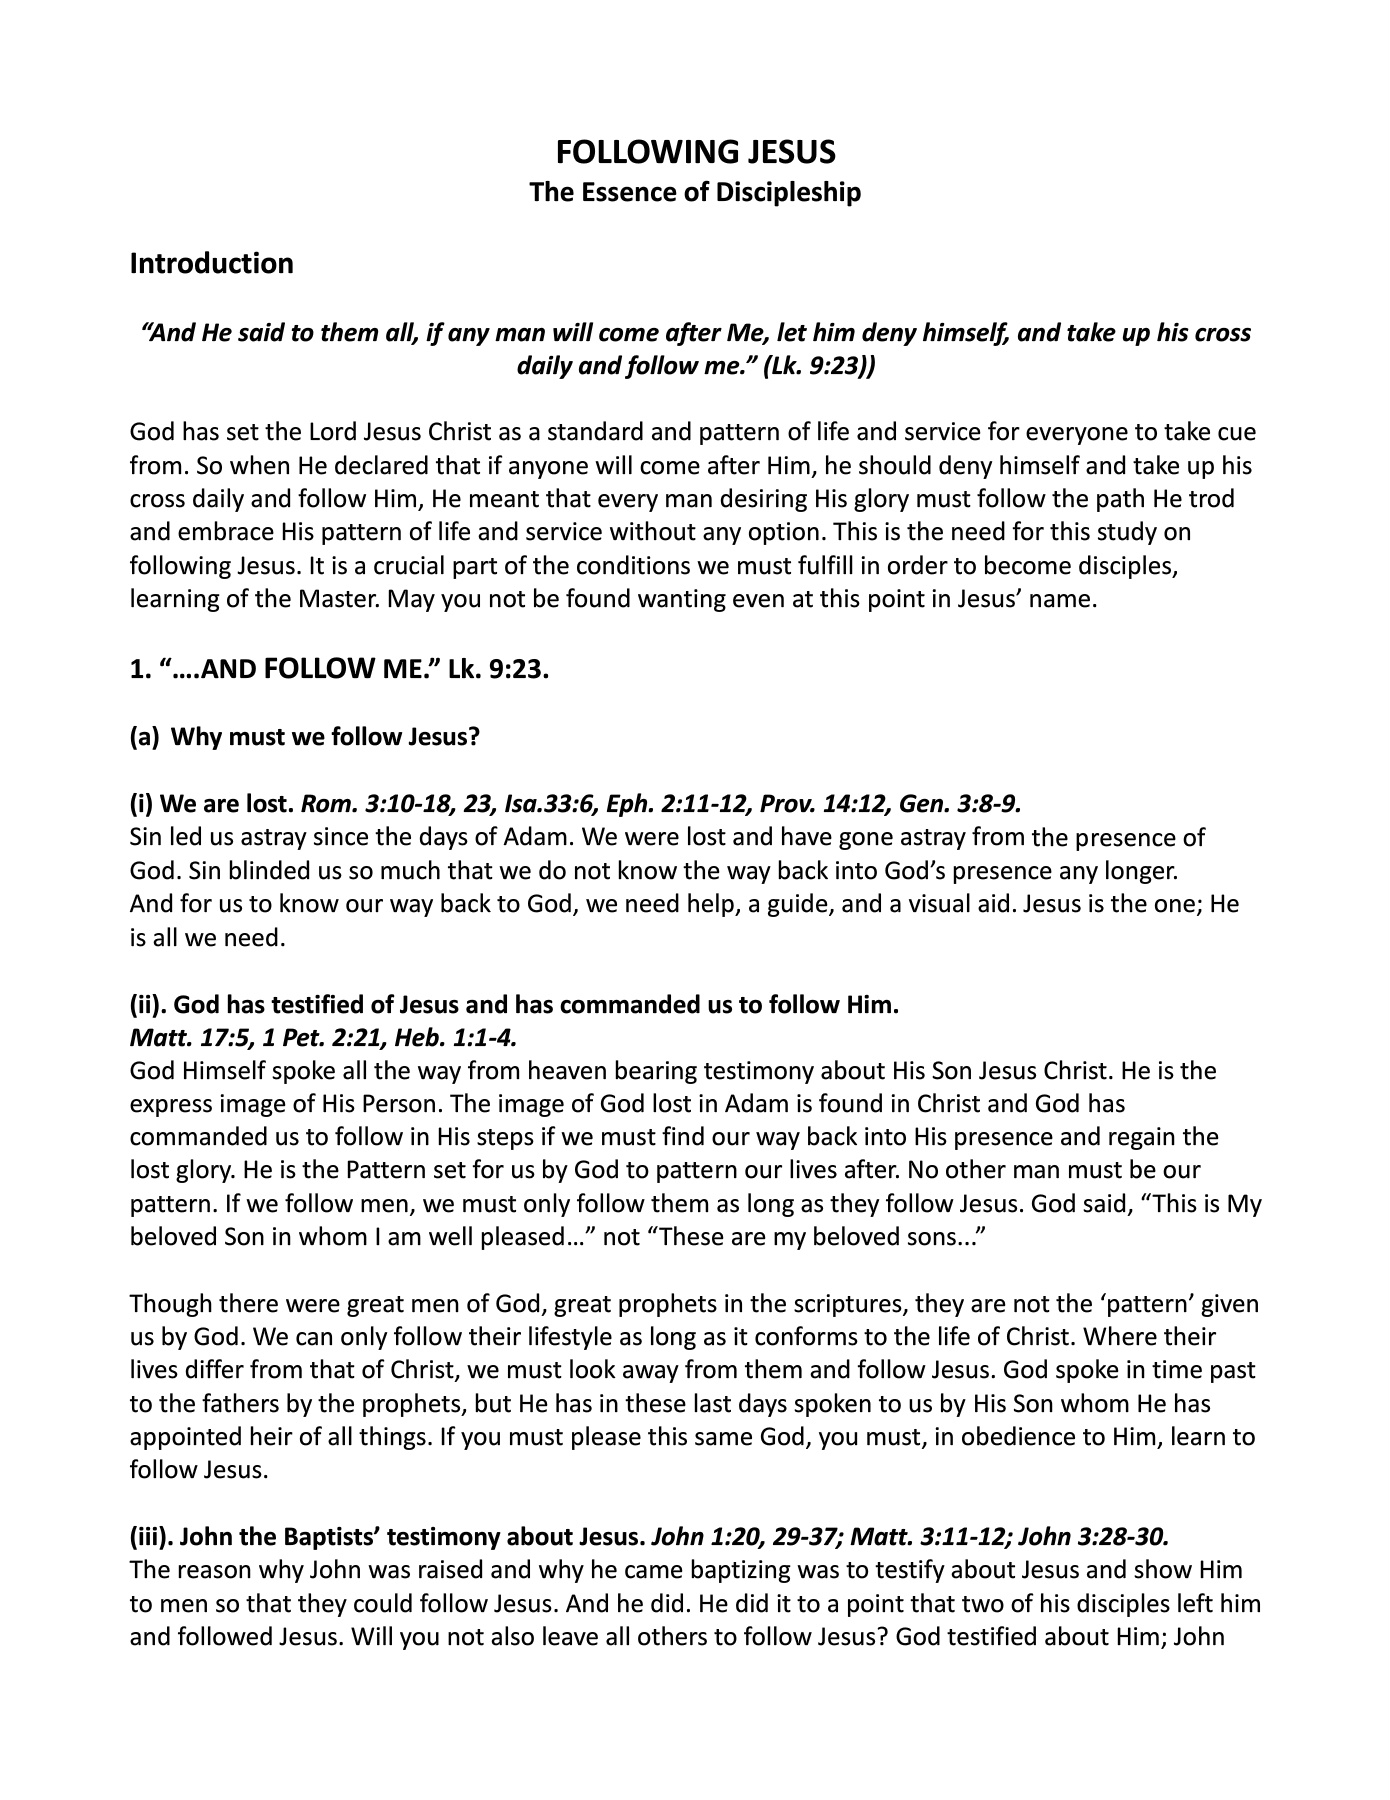 FOLLOWING JESUS
The Essence of Discipleship
Introduction
“And He said to them all, if any man will come after Me, let him deny himself, and take up his cross
daily and follow me.” (Lk. 9:23))
God has set the Lord Jesus Christ as a standard and pattern of life and service for everyone to take cue
from. So when He declared that if anyone will come after Him, he should deny himself and take up his
cross daily and follow Him, He meant that every man desiring His glory must follow the path He trod
and embrace His pattern of life and service without any option. This is the need for this study on
following Jesus. It is a crucial part of the conditions we must fulfill in order to become disciples,
learning of the Master. May you not be found wanting even at this point in Jesus’ name.
1. “….AND FOLLOW ME.” Lk. 9:23.
(a) Why must we follow Jesus?
(i) We are lost. Rom. 3:10-18, 23, Isa.33:6, Eph. 2:11-12, Prov. 14:12, Gen. 3:8-9.
Sin led us astray since the days of Adam. We were lost and have gone astray from the presence of
God. Sin blinded us so much that we do not know the way back into God’s presence any longer.
And for us to know our way back to God, we need help, a guide, and a visual aid. Jesus is the one; He
is all we need.
(ii). God has testified of Jesus and has commanded us to follow Him.
Matt. 17:5, 1 Pet. 2:21, Heb. 1:1-4.
God Himself spoke all the way from heaven bearing testimony about His Son Jesus Christ. He is the
express image of His Person. The image of God lost in Adam is found in Christ and God has
commanded us to follow in His steps if we must find our way back into His presence and regain the
lost glory. He is the Pattern set for us by God to pattern our lives after. No other man must be our
pattern. If we follow men, we must only follow them as long as they follow Jesus. God said, “This is My
beloved Son in whom I am well pleased…” not “These are my beloved sons...”
Though there were great men of God, great prophets in the scriptures, they are not the ‘pattern’ given
us by God. We can only follow their lifestyle as long as it conforms to the life of Christ. Where their
lives differ from that of Christ, we must look away from them and follow Jesus. God spoke in time past
to the fathers by the prophets, but He has in these last days spoken to us by His Son whom He has
appointed heir of all things. If you must please this same God, you must, in obedience to Him, learn to
follow Jesus.
(iii). John the Baptists’ testimony about Jesus. John 1:20, 29-37; Matt. 3:11-12; John 3:28-30.
The reason why John was raised and why he came baptizing was to testify about Jesus and show Him
to men so that they could follow Jesus. And he did. He did it to a point that two of his disciples left him
and followed Jesus. Will you not also leave all others to follow Jesus? God testified about Him; John